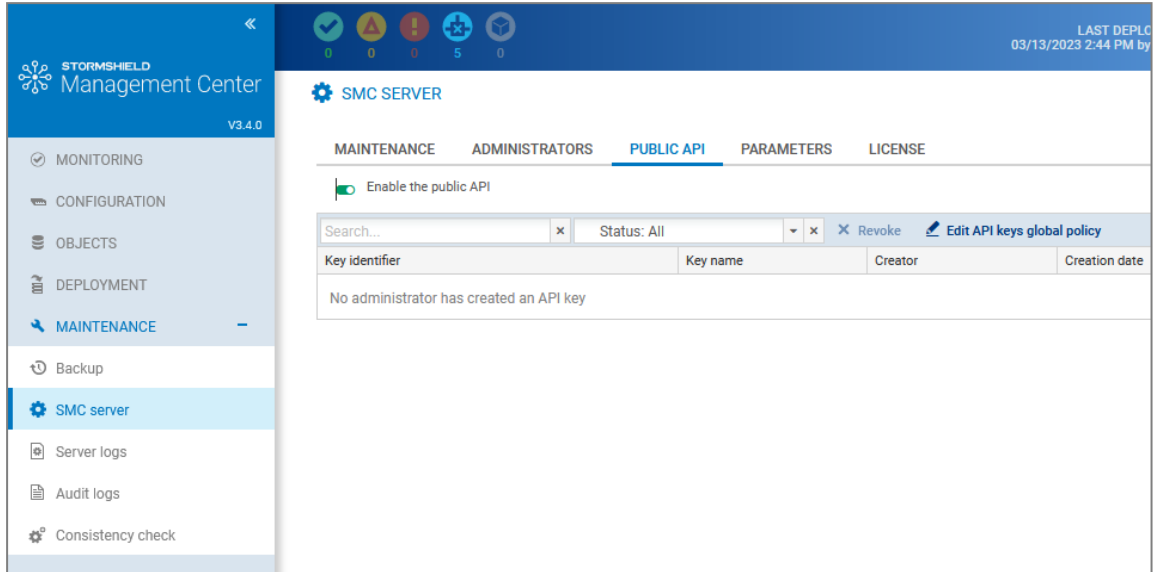 STORMSHIELD
Management Center
V3.4.0
MONITORING
CONFIGURATION
OBJECTS
DEPLOYMENT
MAINTENANCE
Backup
SMC server
Server logs
Audit logs
Consistency check
0 0 0 5 0
LAST DEPLO
03/13/2023 2:44 PM by
SMC SERVER
MAINTENANCE ADMINISTRATORS PUBLIC API PARAMETERS LICENSE
Enable the public API
Search... Status: All Revoke Edit API keys global policy
Key identifier Key name Creator Creation date
No administrator has created an API key